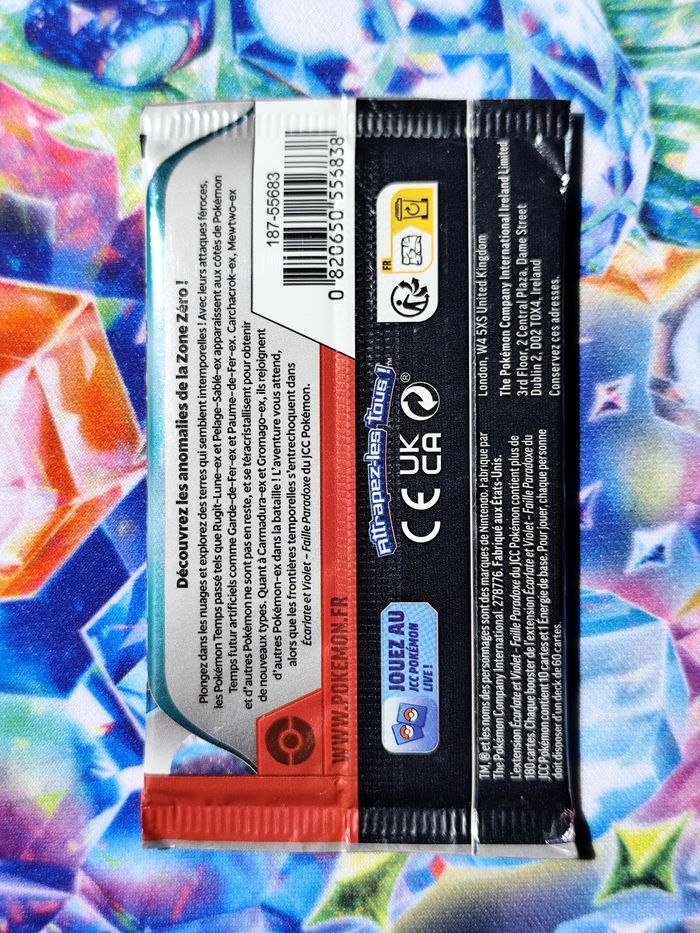 Découvrez les anomalies de la Zone Zéro !
Plongez dans les nuages et explorez des terres qui semblent intemporelles ! Avec leurs attaques féroces,
les Pokémon Temps passé tels que Rugit-Lune-ex et Pelage-Sablé-ex apparaissent aux côtés de Pokémon
Temps futur artificiels comme Garde-de-Fer-ex et Paume-de-Fer-ex. Carchacrok-ex, Mewtwo-ex
et d'autres Pokémon ne sont pas en reste, et se téracristallisent pour obtenir
de nouveaux types. Quant à Carmadura-ex et Gromago-ex, ils rejoignent
d'autres Pokémon-ex dans la bataille ! L'aventure vous attend,
alors que les frontières temporelles s'entrechoquent dans
Écarlate et Violet – Faille Paradoxe du JCC Pokémon.
187-55683
0 820650 556838
WWW.POKEMON.FR
FR
Attrapez-les Tous !™
CE UK
CA
®
JOUEZ AU
JCC POKÉMON
LIVE !
TM, ® et les noms des personnages sont des marques de Nintendo. Fabriqué par
The Pokémon Company International. 278776. Fabriqué aux États-Unis.
L'extension Écarlate et Violet – Faille Paradoxe du JCC Pokémon contient plus de
180 cartes. Chaque booster de l'extension Écarlate et Violet – Faille Paradoxe du
JCC Pokémon contient 10 cartes et 1 Énergie de base. Pour jouer, chaque personne
doit disposer d'un deck de 60 cartes.
London, W4 5XS United Kingdom
The Pokémon Company International Ireland Limited
3rd Floor, 2 Central Plaza, Dame Street
Dublin 2, D02 T0X4, Ireland
Conservez ces adresses.